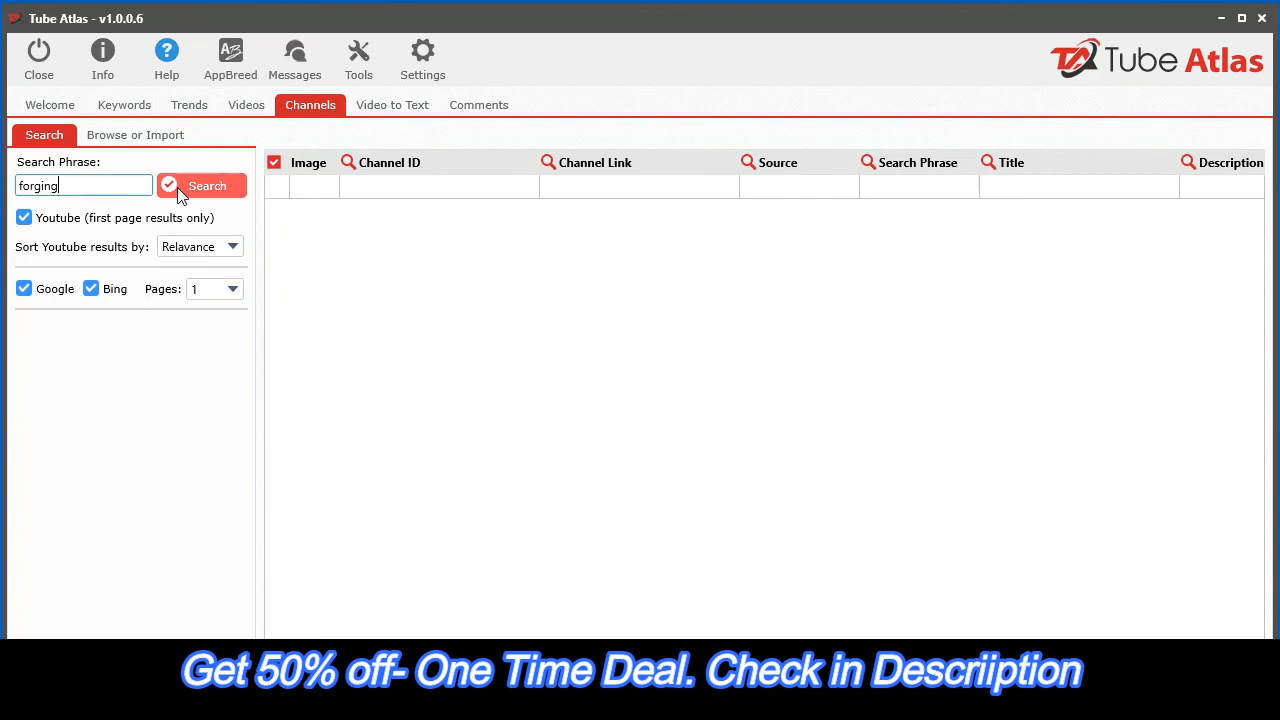 Tube Atlas - v1.0.0.6
Close Info Help AppBreed Messages Tools Settings
Tube Atlas
Welcome Keywords Trends Videos Channels Video to Text Comments
Search Browse or Import
Search Phrase:
forging Search
Youtube (first page results only)
Sort Youtube results by: Relavance
Google Bing Pages: 1
Image Channel ID Channel Link Source Search Phrase Title Description
Get 50% off- One Time Deal. Check in Descriiption